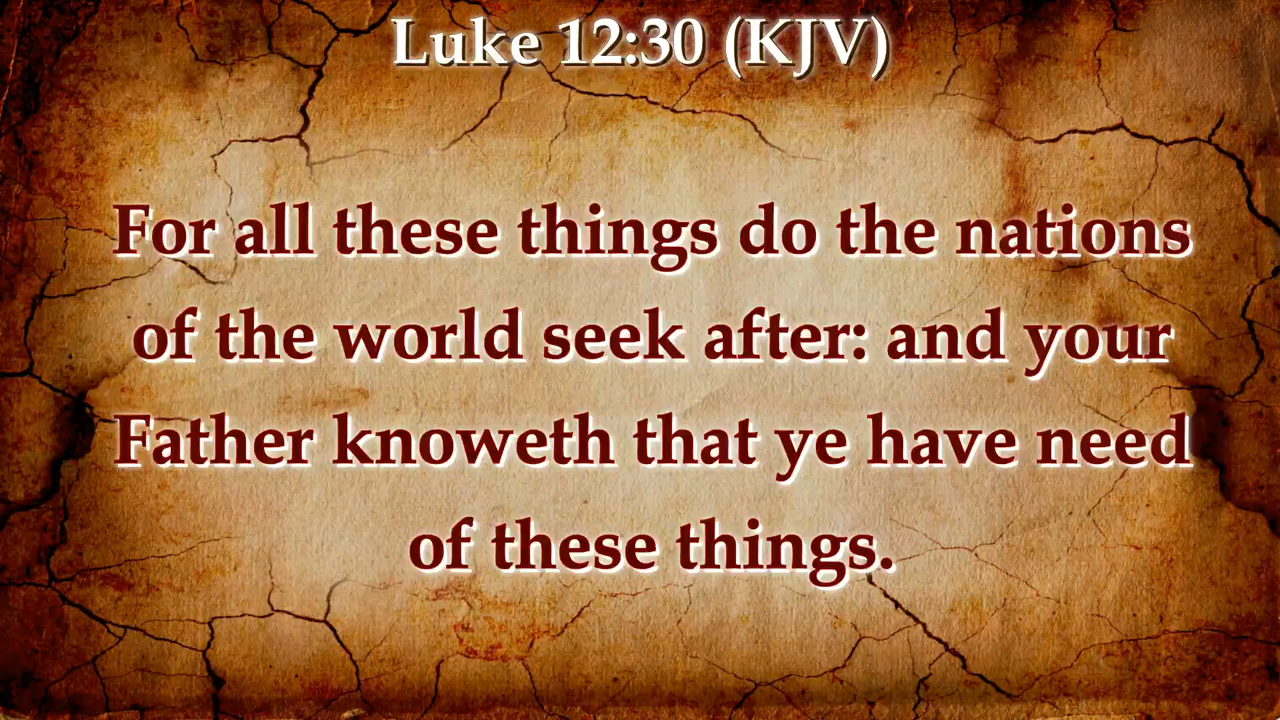 Luke 12:30 (KJV)
For all these things do the nations
of the world seek after: and your
Father knoweth that ye have need
of these things.